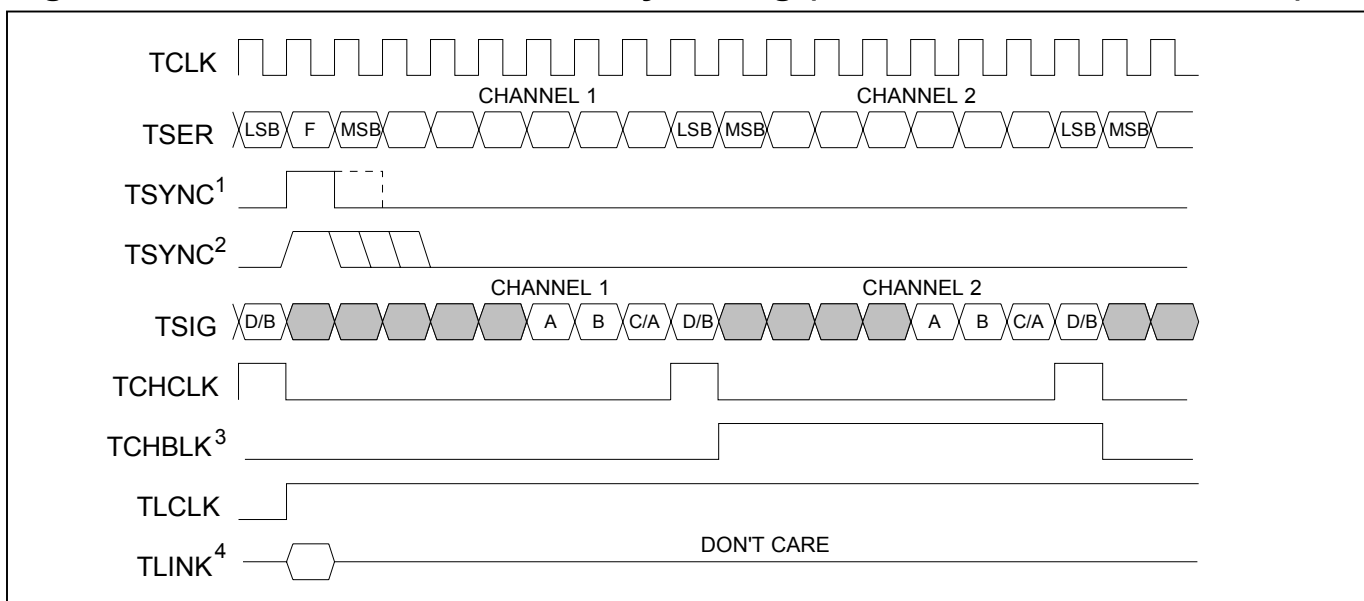 TCLK
CHANNEL 1 CHANNEL 2
TSER LSB F MSB LSB MSB LSB MSB
TSYNC1
TSYNC2
CHANNEL 1 CHANNEL 2
TSIG D/B A B C/A D/B A B C/A D/B
TCHCLK
TCHBLK3
TLCLK
DON'T CARE
TLINK4